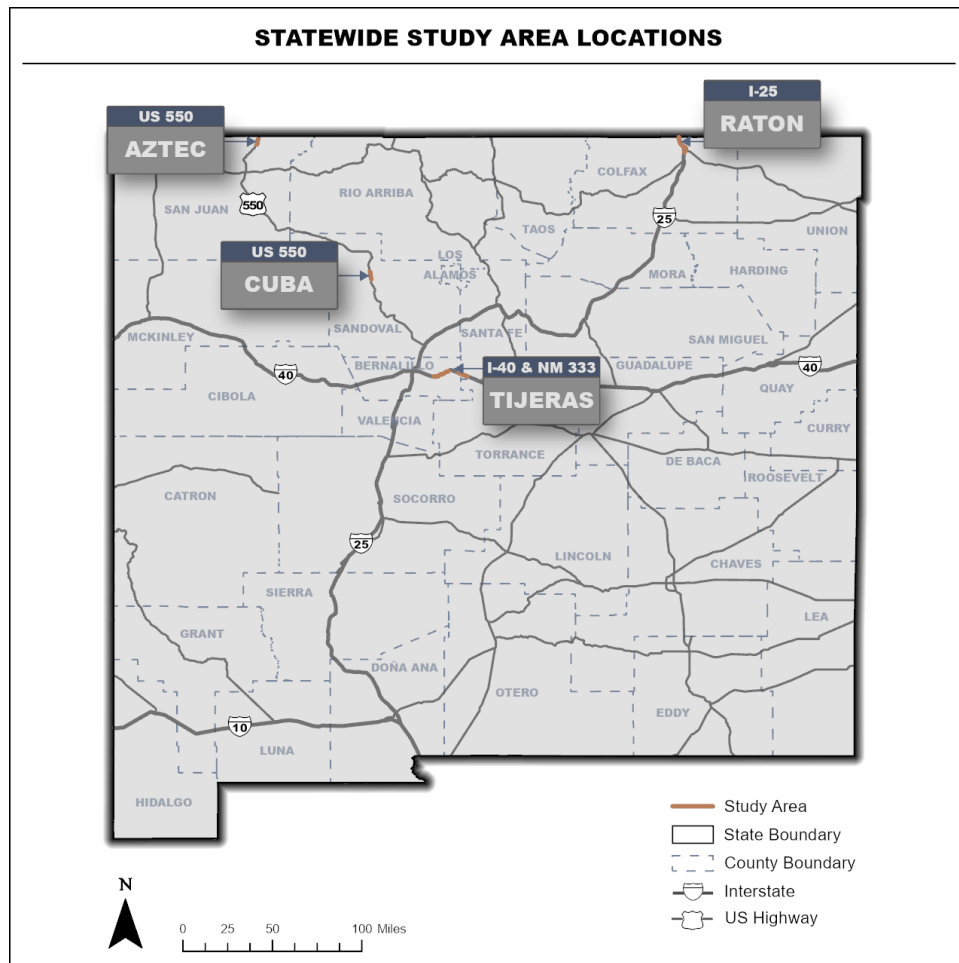 STATEWIDE STUDY AREA LOCATIONS
I-25
RATON
US 550
AZTEC
COLFAX
RIO ARRIBA
SAN JUAN
550
25
TAOS
UNION
US 550
CUBA
LOS
ALAMOS
MORA
HARDING
SANDOVAL
SANTA FE
MCKINLEY
SAN MIGUEL
BERNALILLO
I-40 & NM 333
TIJERAS
GUADALUPE
40
40
QUAY
CIBOLA
VALENCIA
CURRY
TORRANCE
DE BACA
ROOSEVELT
CATRON
SOCORRO
25
LINCOLN
CHAVES
SIERRA
LEA
GRANT
DOÑA ANA
OTERO
EDDY
10
LUNA
HIDALGO
Study Area
State Boundary
County Boundary
Interstate
US Highway
N
0 25 50 100 Miles